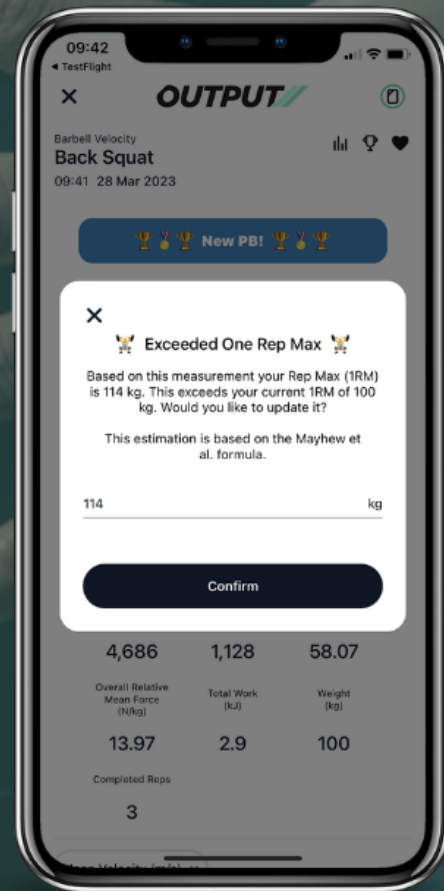 09:42
◄ TestFlight
OUTPUT//
Barbell Velocity
Back Squat
09:41 28 Mar 2023
🏆🥇🏆 New PB! 🏆🥇🏆
Exceeded One Rep Max
Based on this measurement your Rep Max (1RM)
is 114 kg. This exceeds your current 1RM of 100
kg. Would you like to update it?
This estimation is based on the Mayhew et
al. formula.
114 kg
Confirm
4,686 1,128 58.07
Overall Relative
Mean Force
(N/kg)
Total Work
(kJ)
Weight
(kg)
13.97 2.9 100
Completed Reps
3
Velocity (m/s)